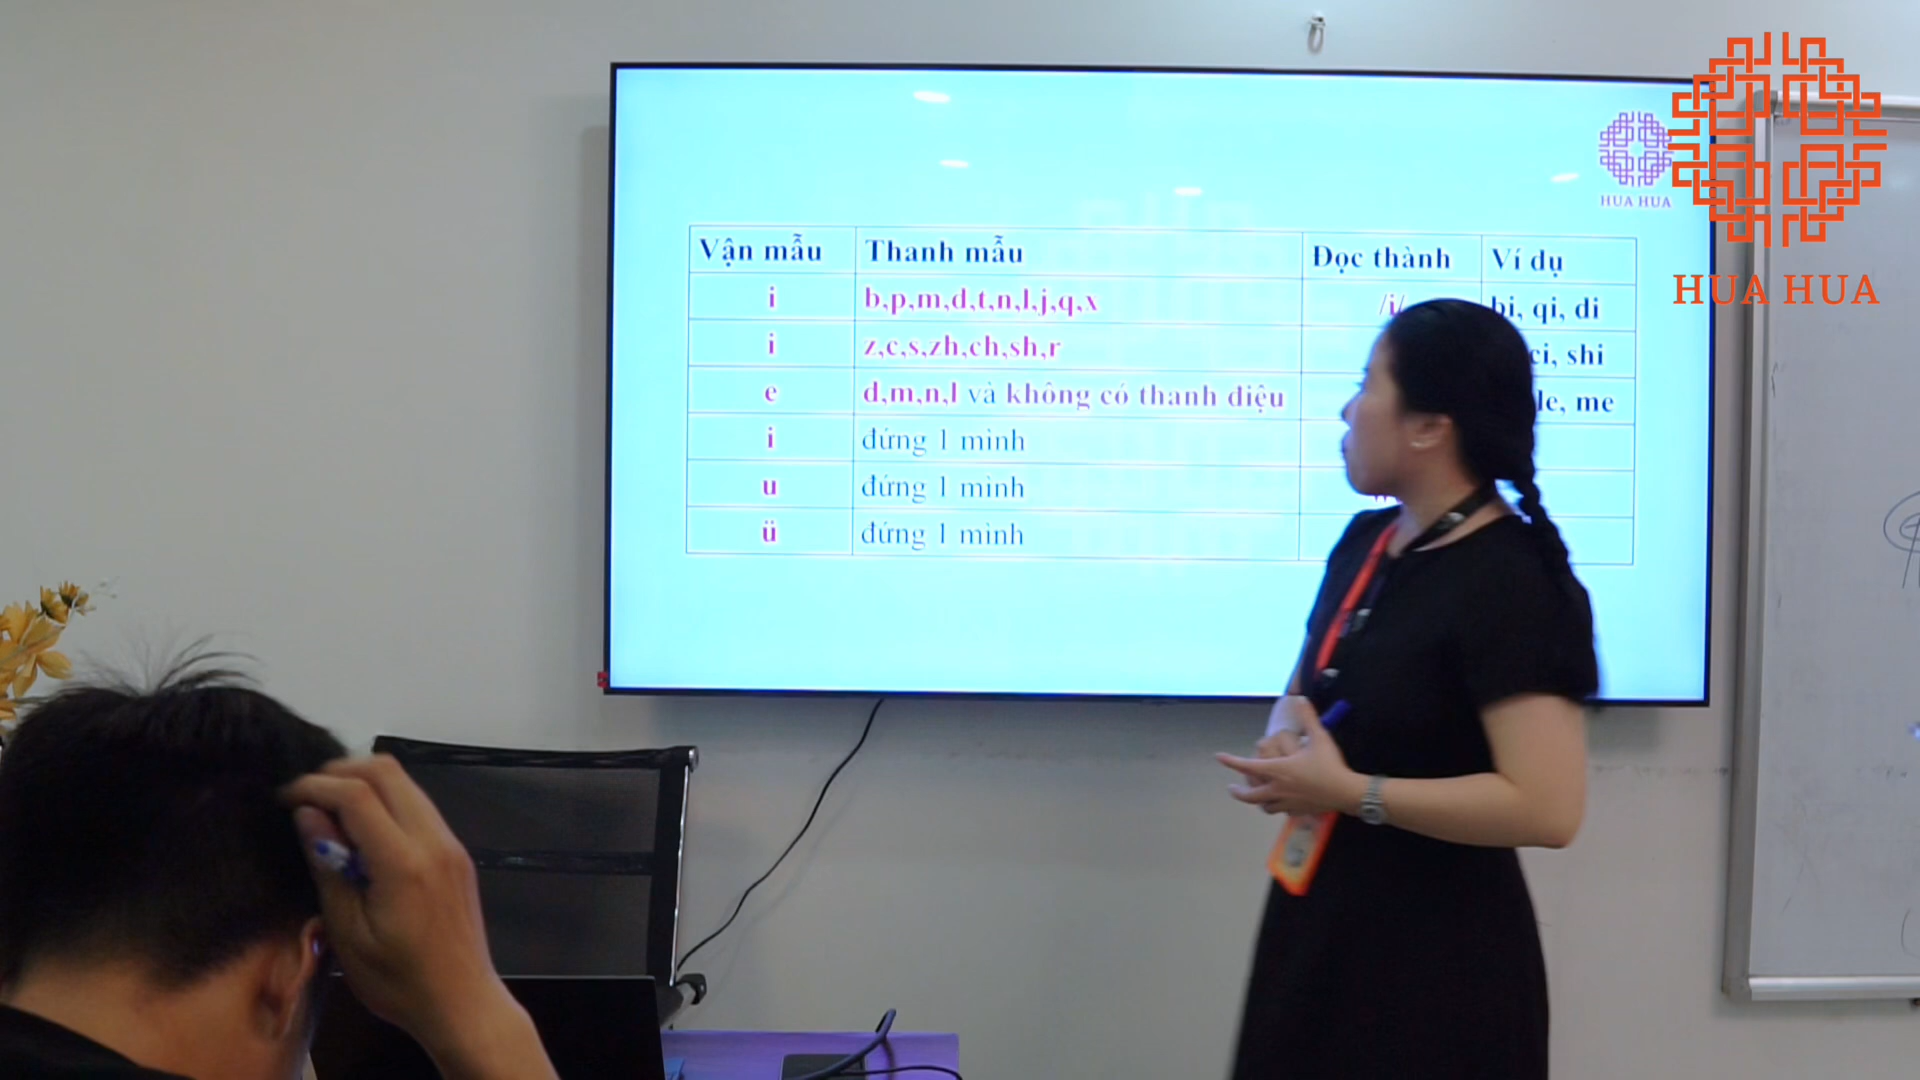 HUA HUA
HUA HUA
Vận mẫu Thanh mẫu Đọc thành Ví dụ
i b,p,m,d,t,n,l,j,q,x /i/ bi, qi, di
i z,c,s,zh,ch,sh,r ci, shi
e d,m,n,l và không có thanh điệu le, me
i đứng 1 mình
u đứng 1 mình
ü đứng 1 mình